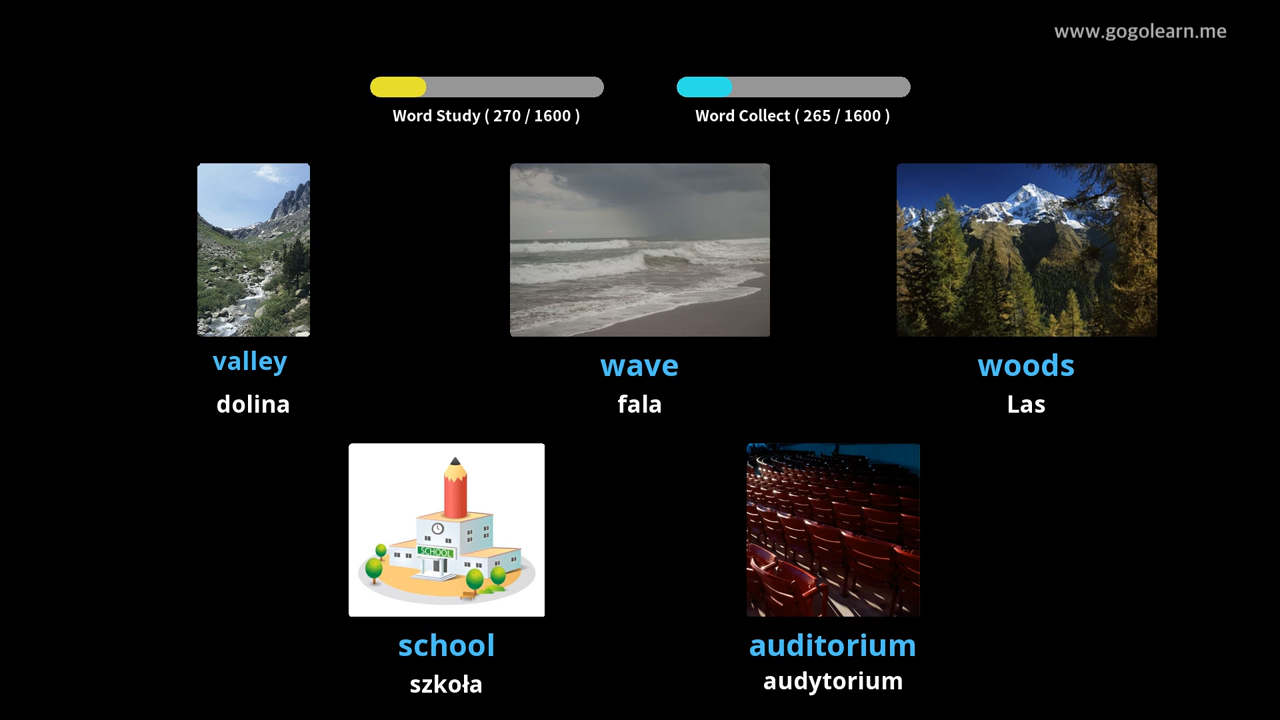 www.gogolearn.me
Word Study ( 270 / 1600 )
Word Collect ( 265 / 1600 )
valley
dolina
wave
fala
woods
Las
SCHOOL
school
szkoła
auditorium
audytorium